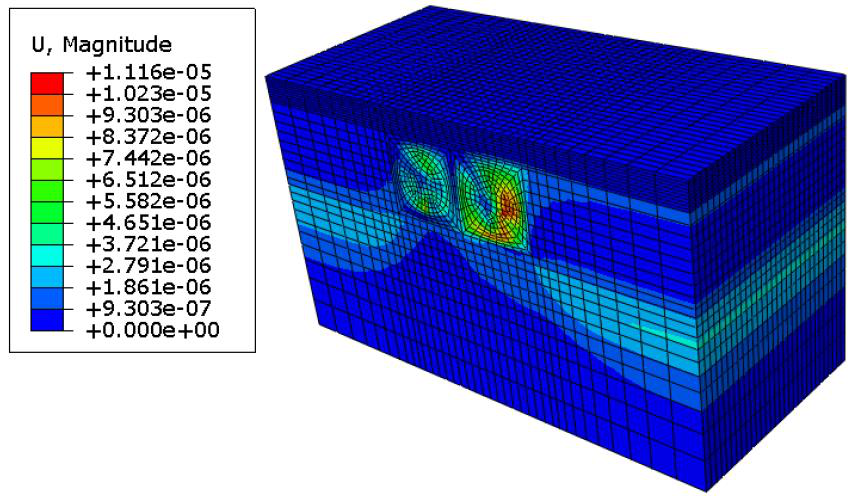 U, Magnitude
+1.116e-05
+1.023e-05
+9.303e-06
+8.372e-06
+7.442e-06
+6.512e-06
+5.582e-06
+4.651e-06
+3.721e-06
+2.791e-06
+1.861e-06
+9.303e-07
+0.000e+00